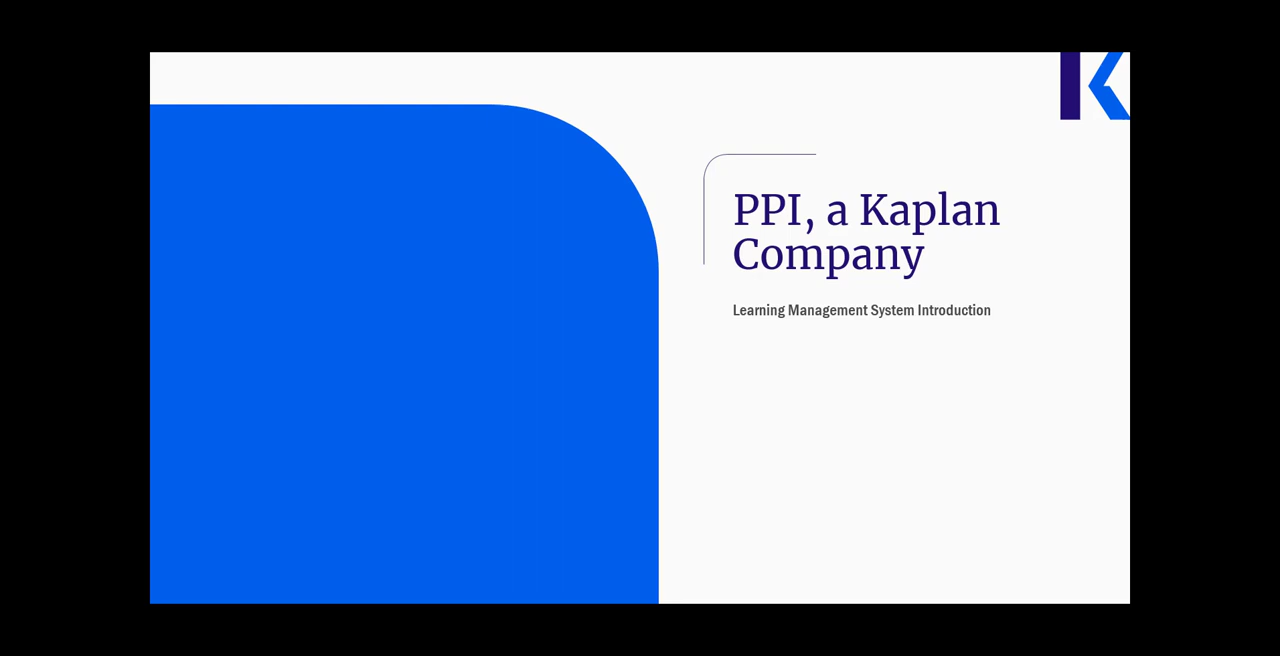 PPI, a Kaplan
Company
Learning Management System Introduction